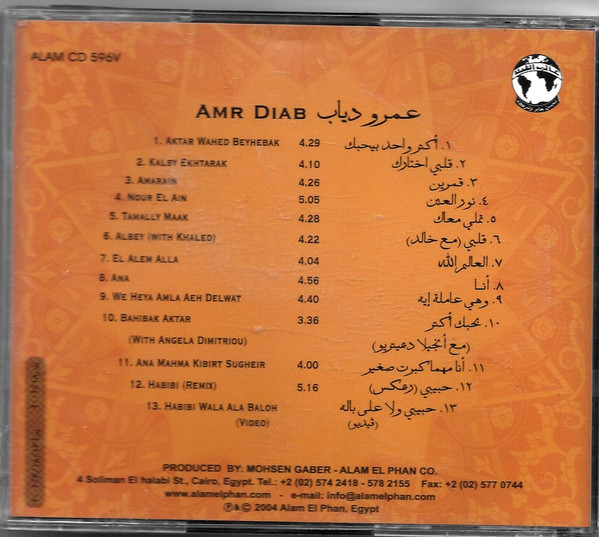 ALAM CD 596V
AMR DIAB عمرو دياب
1. AKTAR WAHED BEYHEBAK 4.29 ١. أكتر واحد بيحبك
2. KALBY EKHTARAK 4.10 ٢. قلبي اختارك
3. AMARAIN 4.26 ٣. قمرين
4. NOUR EL AIN 5.05 ٤. نور العين
5. TAMALLY MAAK 4.28 ٥. تملي معاك
6. ALBEY (WITH KHALED) 4.22 ٦. قلبي (مع خالد)
7. EL ALEM ALLA 4.04 ٧. العالم الله
8. ANA 4.56 ٨. أنا
9. WE HEYA AMLA AEH DELWAT 4.40 ٩. وهي عاملة إيه
10. BAHIBAK AKTAR 3.36 ١٠. بحبك أكتر
(WITH ANGELA DIMITRIOU) (مع أنجيلا ديميتريو)
11. ANA MAHMA KIBIRT SUGHEIR 4.00 ١١. أنا مهما كبرت صغير
12. HABIBI (REMIX) 5.16 ١٢. حبيبي (رمكس)
13. HABIBI WALA ALA BALOH ١٣. حبيبي ولا على باله
(VIDEO) (فيديو)
PRODUCED BY: MOHSEN GABER - ALAM EL PHAN CO.
4 Soliman El halabi St., Cairo, Egypt. Tel.: +2 (02) 574 2418 - 578 2155 Fax: +2 (02) 577 0744
www.alamelphan.com - e-mail: info@alamelphan.com
℗&© 2004 Alam El Phan, Egypt